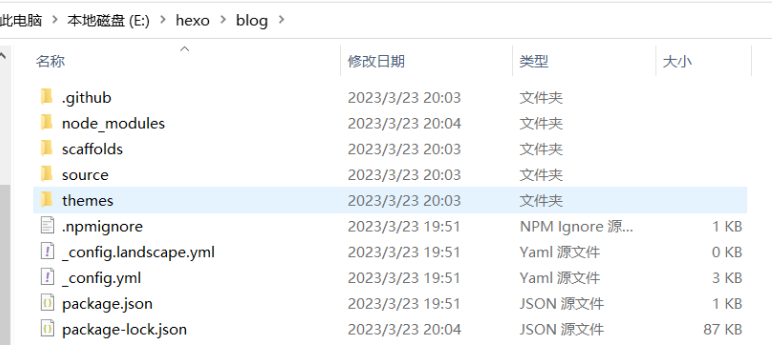 此电脑 > 本地磁盘 (E:) > hexo > blog >
名称 修改日期 类型 大小
.github 2023/3/23 20:03 文件夹
node_modules 2023/3/23 20:04 文件夹
scaffolds 2023/3/23 20:03 文件夹
source 2023/3/23 20:03 文件夹
themes 2023/3/23 20:03 文件夹
.npmignore 2023/3/23 19:51 NPM Ignore 源... 1 KB
_config.landscape.yml 2023/3/23 19:51 Yaml 源文件 0 KB
_config.yml 2023/3/23 19:51 Yaml 源文件 3 KB
package.json 2023/3/23 19:51 JSON 源文件 1 KB
package-lock.json 2023/3/23 20:04 JSON 源文件 87 KB